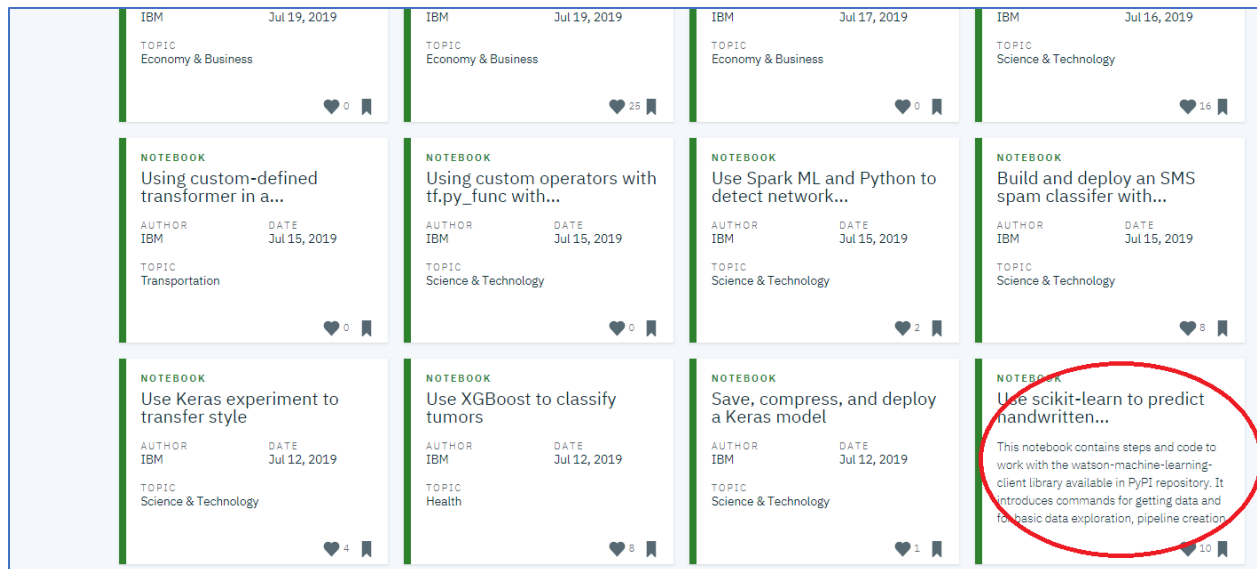 IBM Jul 19, 2019
TOPIC
Economy & Business
0
IBM Jul 19, 2019
TOPIC
Economy & Business
25
IBM Jul 17, 2019
TOPIC
Economy & Business
0
IBM Jul 16, 2019
TOPIC
Science & Technology
16
NOTEBOOK
Using custom-defined
transformer in a...
AUTHOR DATE
IBM Jul 15, 2019
TOPIC
Transportation
0
NOTEBOOK
Using custom operators with
tf.py_func with...
AUTHOR DATE
IBM Jul 15, 2019
TOPIC
Science & Technology
0
NOTEBOOK
Use Spark ML and Python to
detect network...
AUTHOR DATE
IBM Jul 15, 2019
TOPIC
Science & Technology
2
NOTEBOOK
Build and deploy an SMS
spam classifer with...
AUTHOR DATE
IBM Jul 15, 2019
TOPIC
Science & Technology
8
NOTEBOOK
Use Keras experiment to
transfer style
AUTHOR DATE
IBM Jul 12, 2019
TOPIC
Science & Technology
4
NOTEBOOK
Use XGBoost to classify
tumors
AUTHOR DATE
IBM Jul 12, 2019
TOPIC
Health
8
NOTEBOOK
Save, compress, and deploy
a Keras model
AUTHOR DATE
IBM Jul 12, 2019
TOPIC
Science & Technology
1
NOTEBOOK
Use scikit-learn to predict
handwritten...
This notebook contains steps and code to
work with the watson-machine-learning-
client library available in PyPI repository. It
introduces commands for getting data and
for basic data exploration, pipeline creation
10